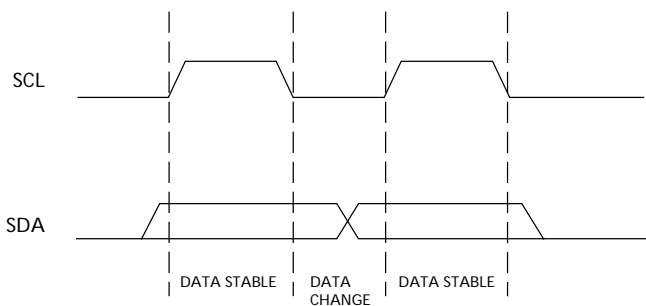 SCL
SDA
DATA STABLE
DATA
CHANGE
DATA STABLE